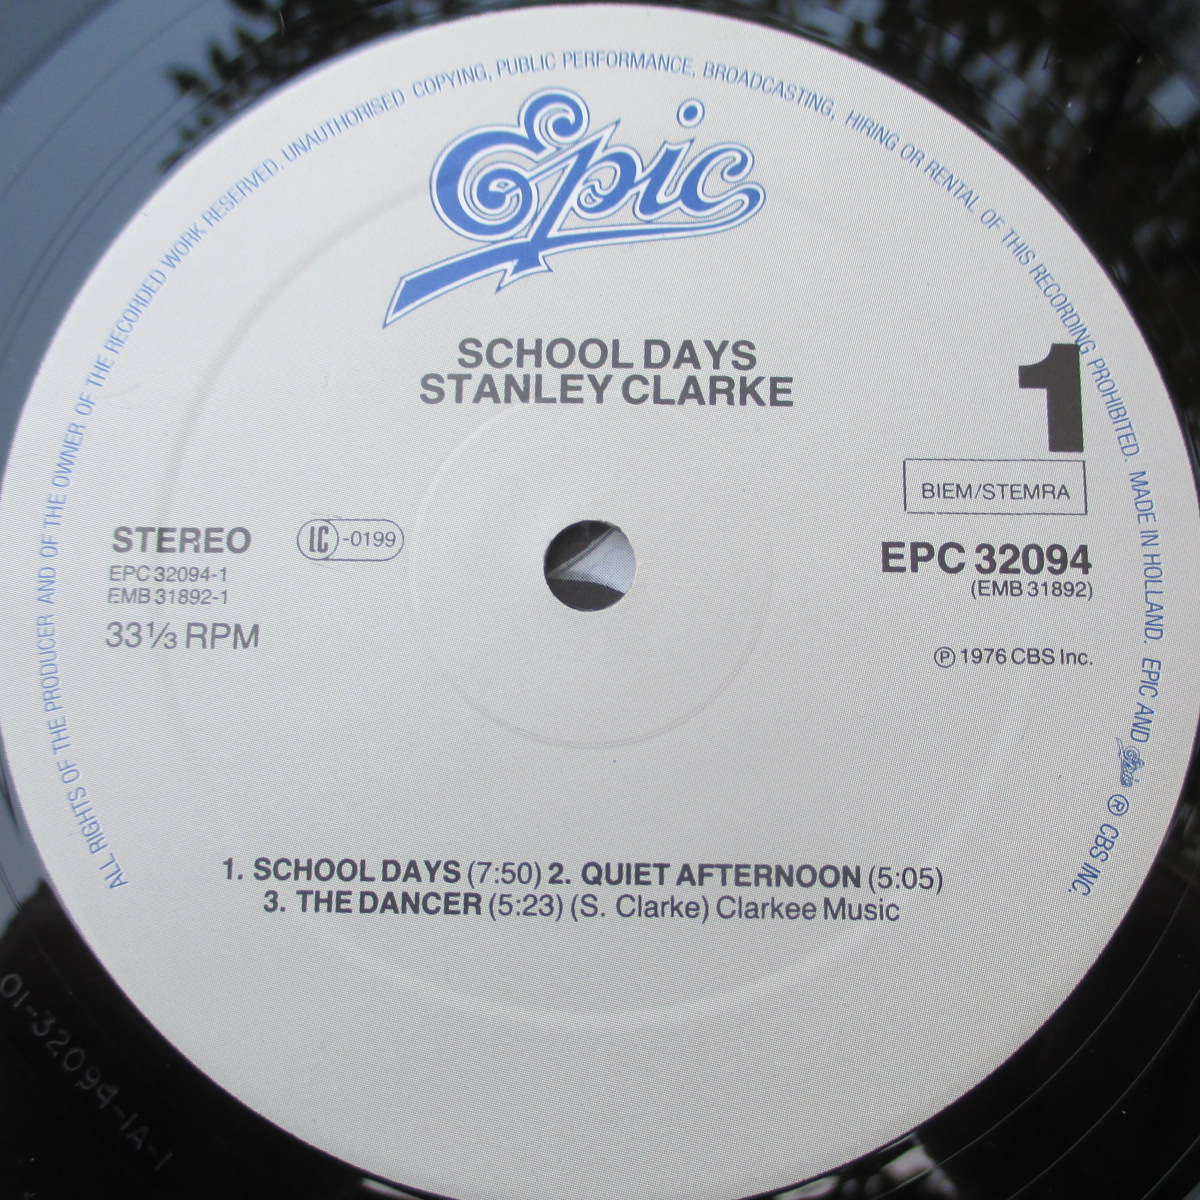 ALL RIGHTS OF THE PRODUCER AND OF THE OWNER OF THE RECORDED WORK RESERVED. UNAUTHORISED COPYING, PUBLIC PERFORMANCE, BROADCASTING, HIRING OR RENTAL OF THIS RECORDING PROHIBITED. MADE IN HOLLAND. EPIC AND Epic ® CBS INC.
Epic
SCHOOL DAYS
STANLEY CLARKE
1
BIEM/STEMRA
STEREO
LC-0199
EPC 32094-1
EMB 31892-1
33⅓ RPM
EPC 32094
(EMB 31892)
℗ 1976 CBS Inc.
1. SCHOOL DAYS (7:50) 2. QUIET AFTERNOON (5:05)
3. THE DANCER (5:23) (S. Clarke) Clarkee Music
01-32094-1A-1